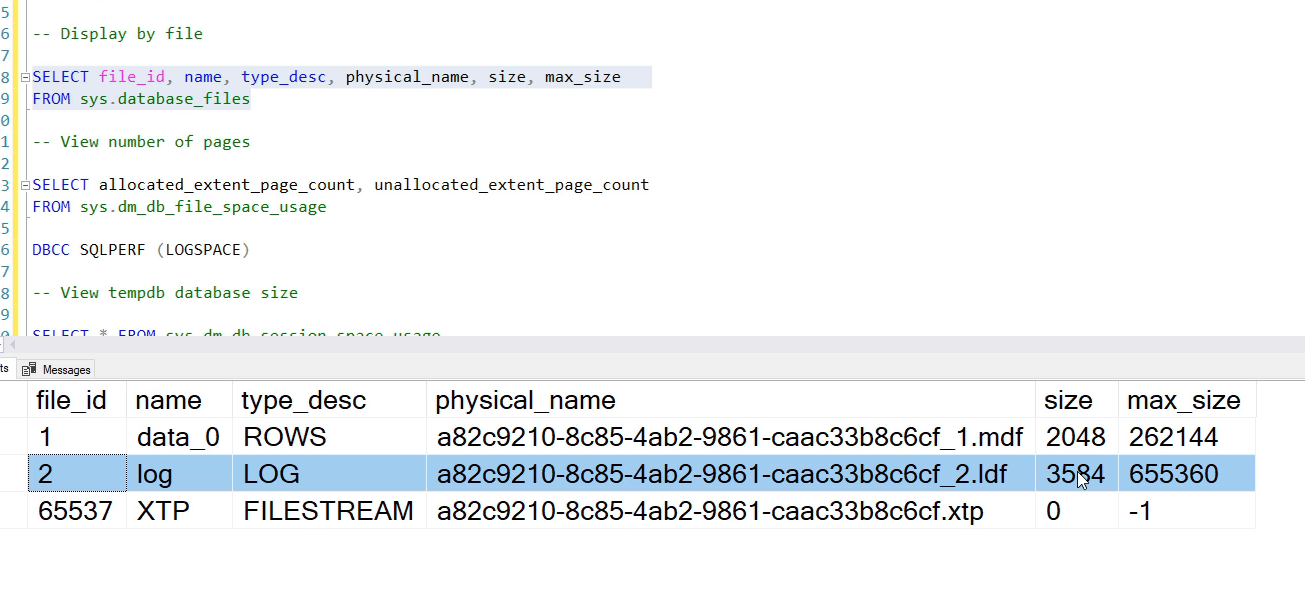 5
6 -- Display by file
7
8 SELECT file_id, name, type_desc, physical_name, size, max_size
9 FROM sys.database_files
0
1 -- View number of pages
2
3 SELECT allocated_extent_page_count, unallocated_extent_page_count
4 FROM sys.dm_db_file_space_usage
5
6 DBCC SQLPERF (LOGSPACE)
7
8 -- View tempdb database size
9
0 SELECT * FROM sys.dm_db_session_space_usage
ts Messages
file_id name type_desc physical_name size max_size
1 data_0 ROWS a82c9210-8c85-4ab2-9861-caac33b8c6cf_1.mdf 2048 262144
2 log LOG a82c9210-8c85-4ab2-9861-caac33b8c6cf_2.ldf 3584 655360
65537 XTP FILESTREAM a82c9210-8c85-4ab2-9861-caac33b8c6cf.xtp 0 -1